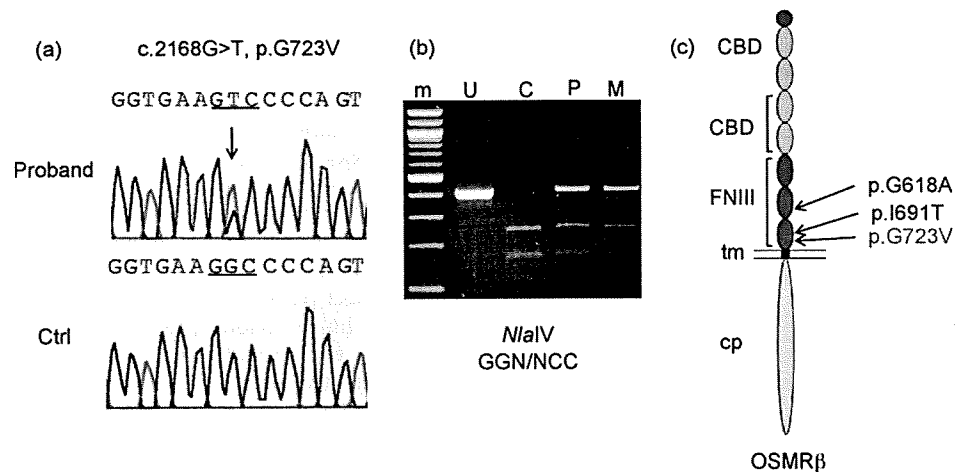 (a)
c.2168G>T, p.G723V
GGTGAAGTCCCCAGT
Proband
GGTGAAGGCCCCAGT
Ctrl
(b)
m U C P M
NlaIV
GGN/NCC
(c)
CBD
CBD
FNIII
p.G618A
p.I691T
p.G723V
tm
cp
OSMRβ